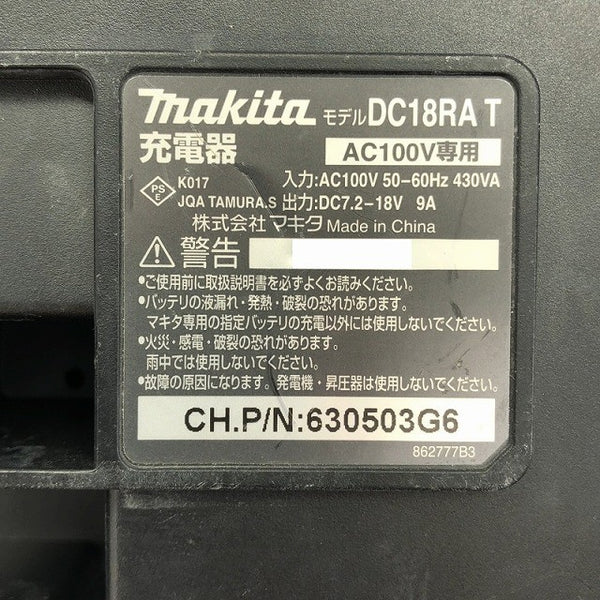 makita モデル DC18RA T
充電器 AC100V専用
PS E K017 入力:AC100V 50-60Hz 430VA
JQA TAMURA.S 出力:DC7.2-18V 9A
株式会社 マキタ Made in China
警告
●ご使用前に取扱説明書を必ずよくお読みください。
●バッテリの液漏れ・発熱・破裂の恐れがあります。
マキタ専用の指定バッテリの充電以外には使用しないでください。
●火災・感電・破裂の恐れがあります。
雨中では使用しないでください。
●故障の原因になります。発電機・昇圧器は使用しないでください。
CH.P/N:630503G6
862777B3